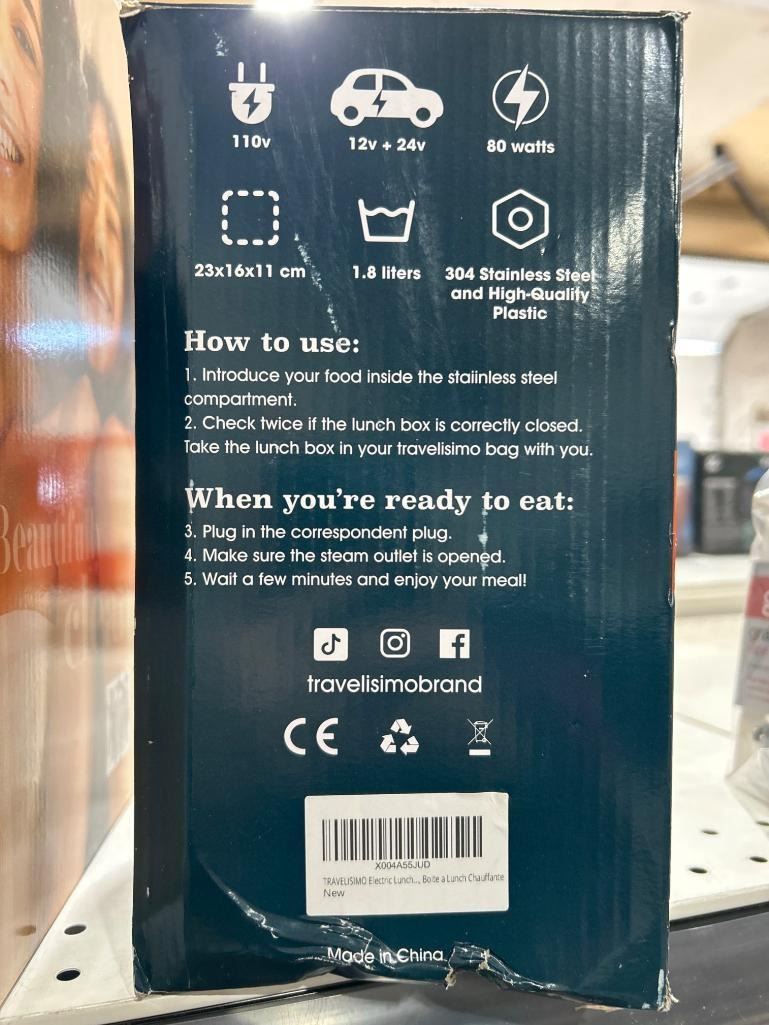 110v
12v + 24v
80 watts
23x16x11 cm
1.8 liters
304 Stainless Steel
and High-Quality
Plastic
How to use:
1. Introduce your food inside the staiinless steel
compartment.
2. Check twice if the lunch box is correctly closed.
Take the lunch box in your travelisimo bag with you.
When you're ready to eat:
3. Plug in the correspondent plug.
4. Make sure the steam outlet is opened.
5. Wait a few minutes and enjoy your meal!
travelisimobrand
CE
X004A55JUD
TRAVELISIMO Electric Lunch..., Boite a Lunch Chauffante
New
Made in China